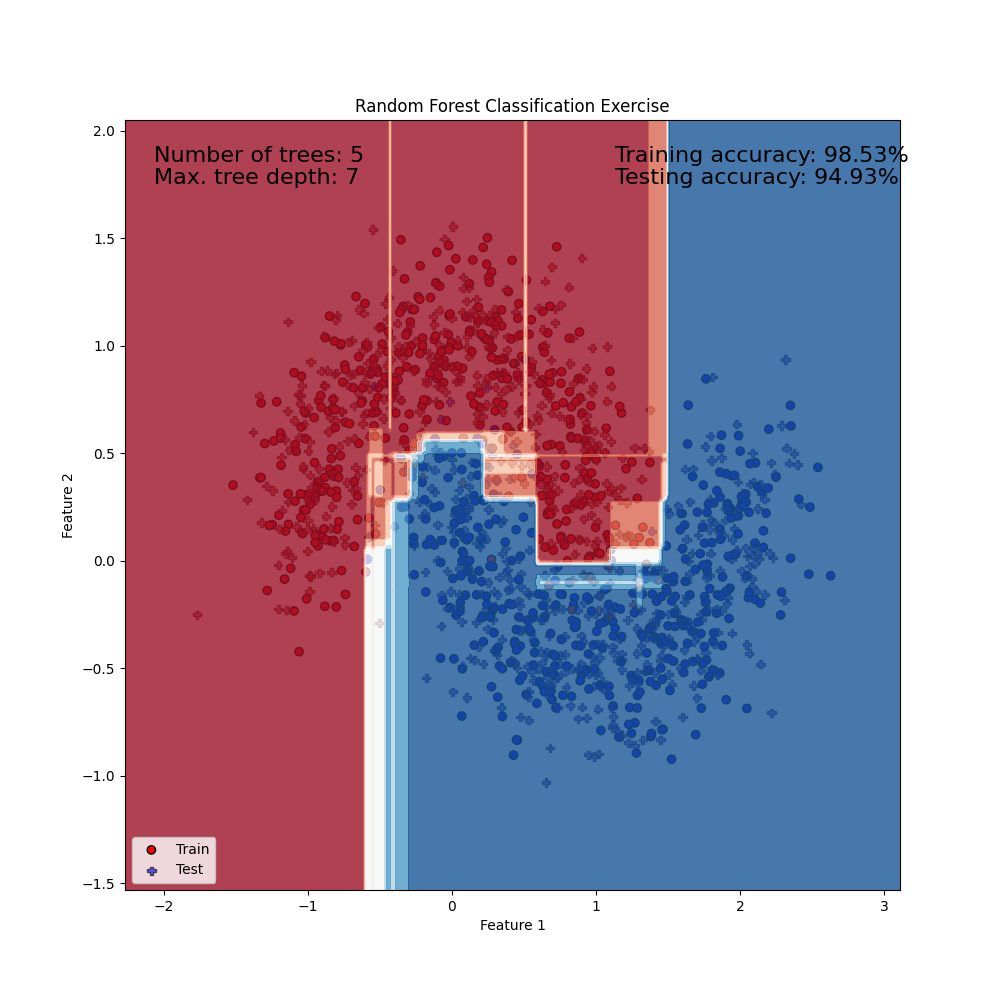 Random Forest Classification Exercise
Number of trees: 5
Max. tree depth: 7
Training accuracy: 98.53%
Testing accuracy: 94.93%
2.0
1.5
1.0
0.5
0.0
−0.5
−1.0
−1.5
Feature 2
Train
Test
−2
−1
0
1
2
3
Feature 1